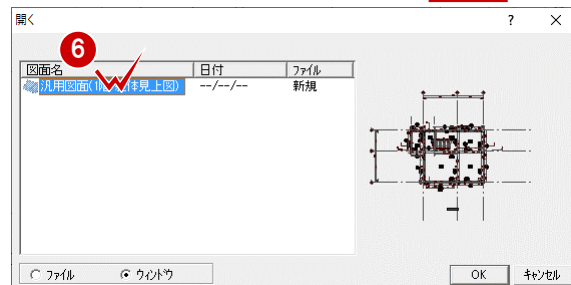 開く
? ×
6
図面名 日付 ファイル
汎用図面(1 体見上図) --/--/-- 新規
ファイル ウィンドウ
OK キャンセル